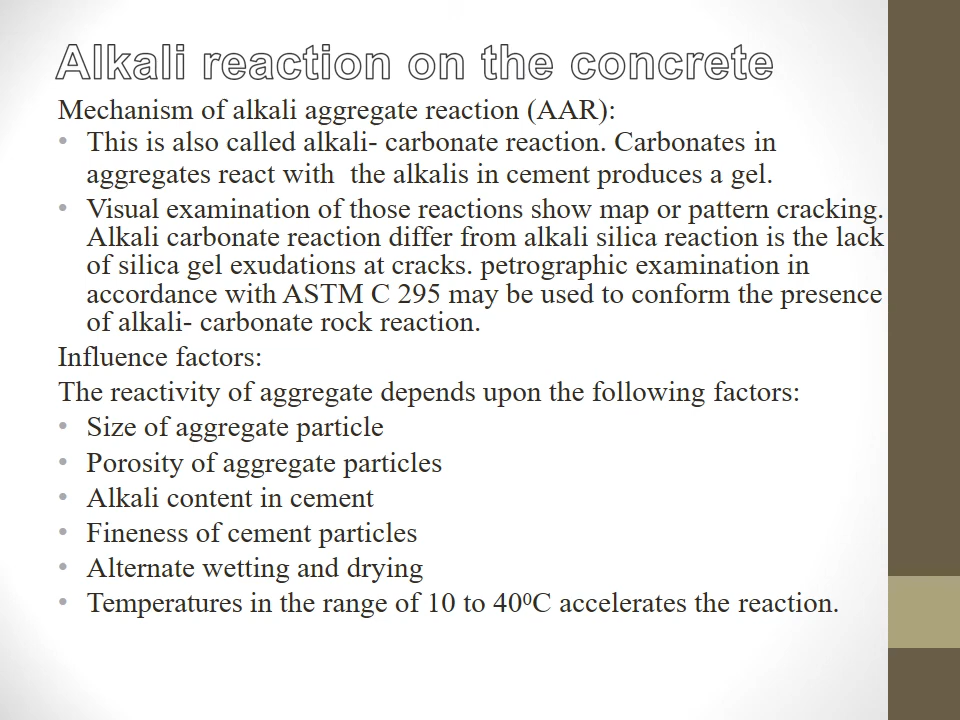 Alkali reaction on the concrete
Mechanism of alkali aggregate reaction (AAR):
• This is also called alkali- carbonate reaction. Carbonates in
aggregates react with  the alkalis in cement produces a gel.
• Visual examination of those reactions show map or pattern cracking.
Alkali carbonate reaction differ from alkali silica reaction is the lack
of silica gel exudations at cracks. petrographic examination in
accordance with ASTM C 295 may be used to conform the presence
of alkali- carbonate rock reaction.
Influence factors:
The reactivity of aggregate depends upon the following factors:
• Size of aggregate particle
• Porosity of aggregate particles
• Alkali content in cement
• Fineness of cement particles
• Alternate wetting and drying
• Temperatures in the range of 10 to 40⁰C accelerates the reaction.